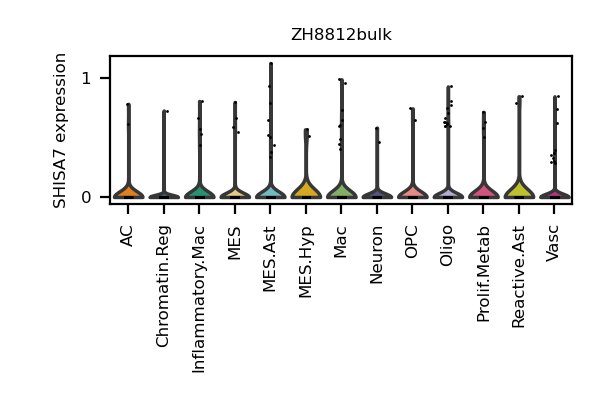 ZH8812bulk
SHISA7 expression
1
0
AC
Chromatin.Reg
Inflammatory.Mac
MES
MES.Ast
MES.Hyp
Mac
Neuron
OPC
Oligo
Prolif.Metab
Reactive.Ast
Vasc